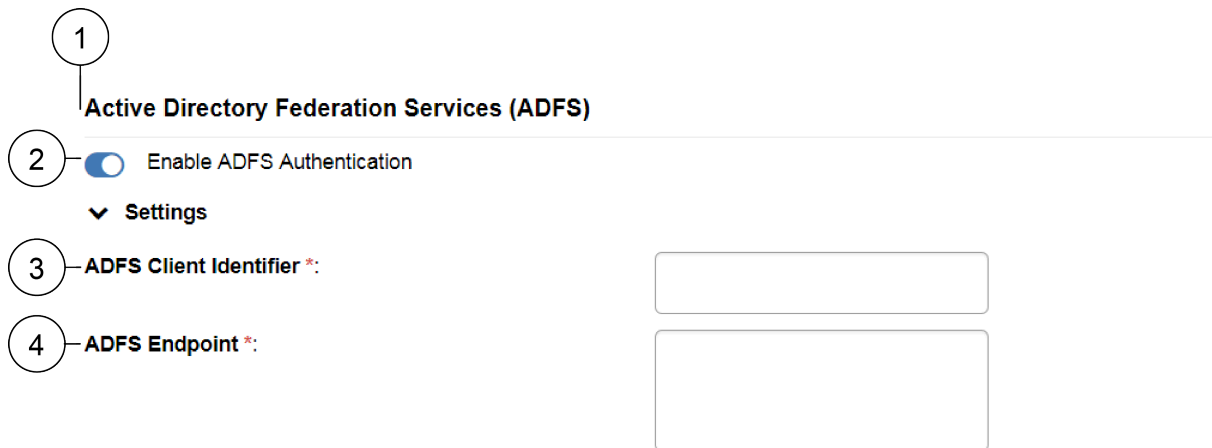 1
Active Directory Federation Services (ADFS)
2 Enable ADFS Authentication
Settings
3 ADFS Client Identifier *:
4 ADFS Endpoint *: